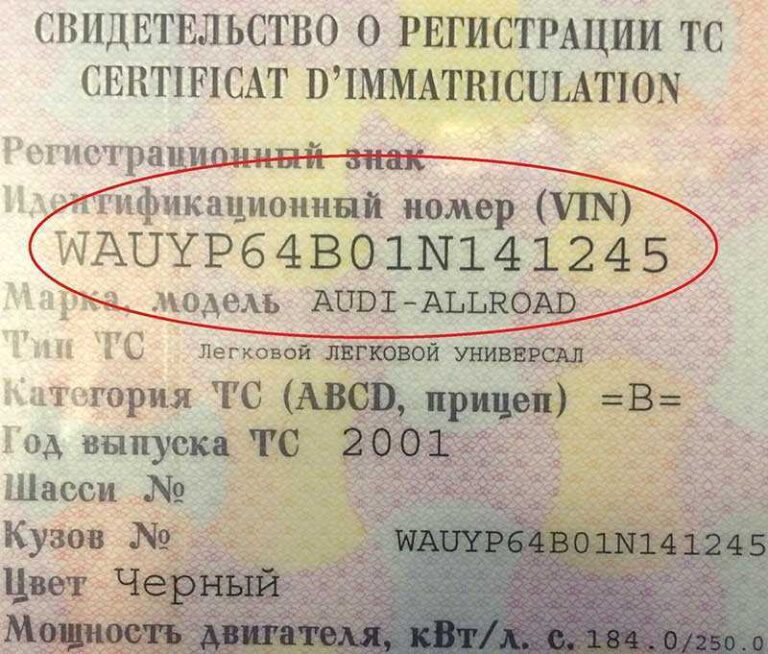 СВИДЕТЕЛЬСТВО О РЕГИСТРАЦИИ ТС
CERTIFICAT D'IMMATRICULATION
Регистрационный знак
Идентификационный номер (VIN)
WAUYP64B01N141245
Марка, модель AUDI-ALLROAD
Тип ТС Легковой ЛЕГКОВОЙ УНИВЕРСАЛ
Категория ТС (ABCD, прицеп) =B=
Год выпуска ТС 2001
Шасси №
Кузов № WAUYP64B01N141245
Цвет Черный
Мощность двигателя, кВт/л. с. 184.0/250.0